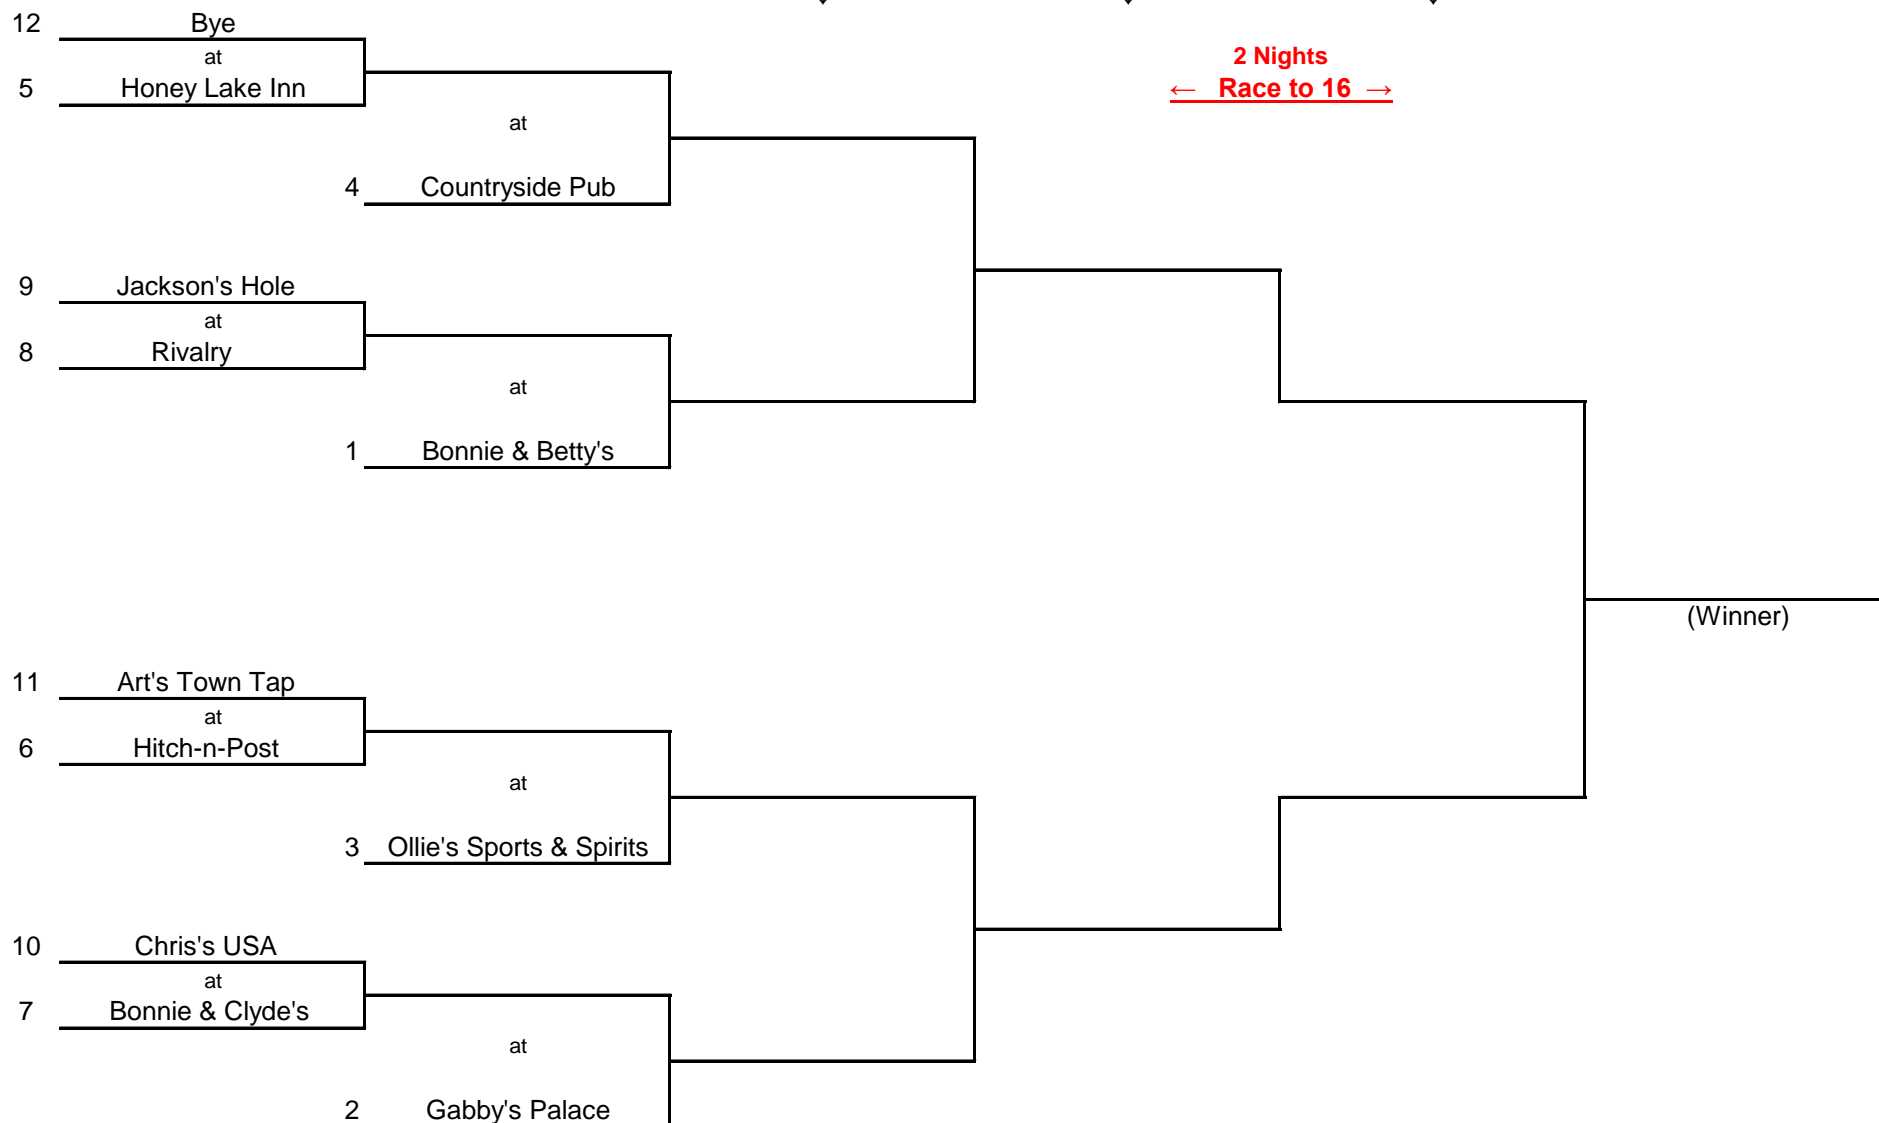 12 Bye
at
5 Honey Lake Inn
2 Nights
← Race to 16 →
at
4 Countryside Pub
9 Jackson's Hole
at
8 Rivalry
at
1 Bonnie & Betty's
(Winner)
11 Art's Town Tap
at
6 Hitch-n-Post
at
3 Ollie's Sports & Spirits
10 Chris's USA
at
7 Bonnie & Clyde's
at
2 Gabby's Palace